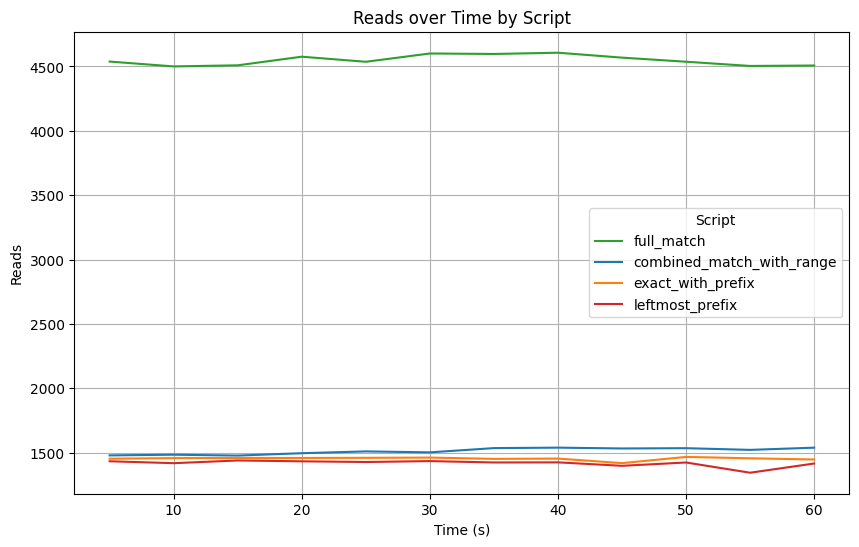 Reads over Time by Script
4500
4000
3500
3000
2500
2000
1500
Reads
Script
full_match
combined_match_with_range
exact_with_prefix
leftmost_prefix
10
20
30
40
50
60
Time (s)